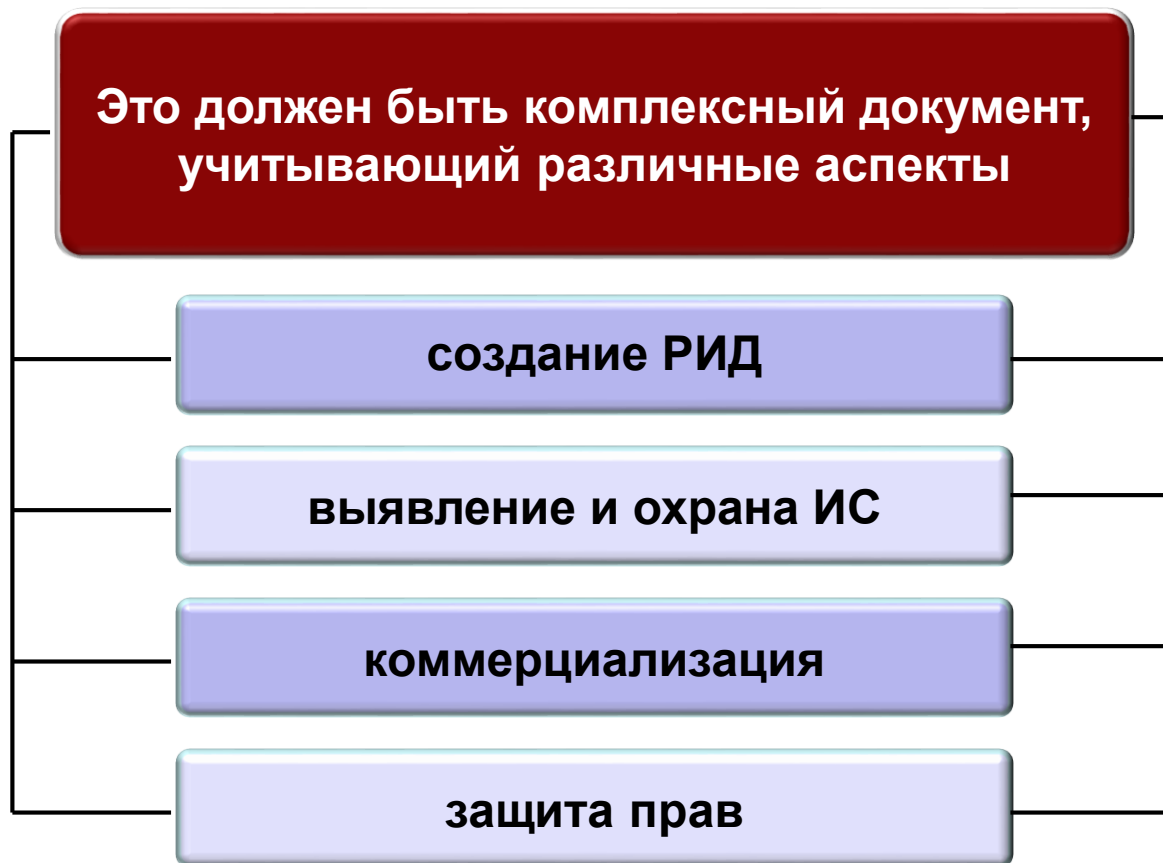 Это должен быть комплексный документ,
учитывающий различные аспекты
создание РИД
выявление и охрана ИС
коммерциализация
защита прав